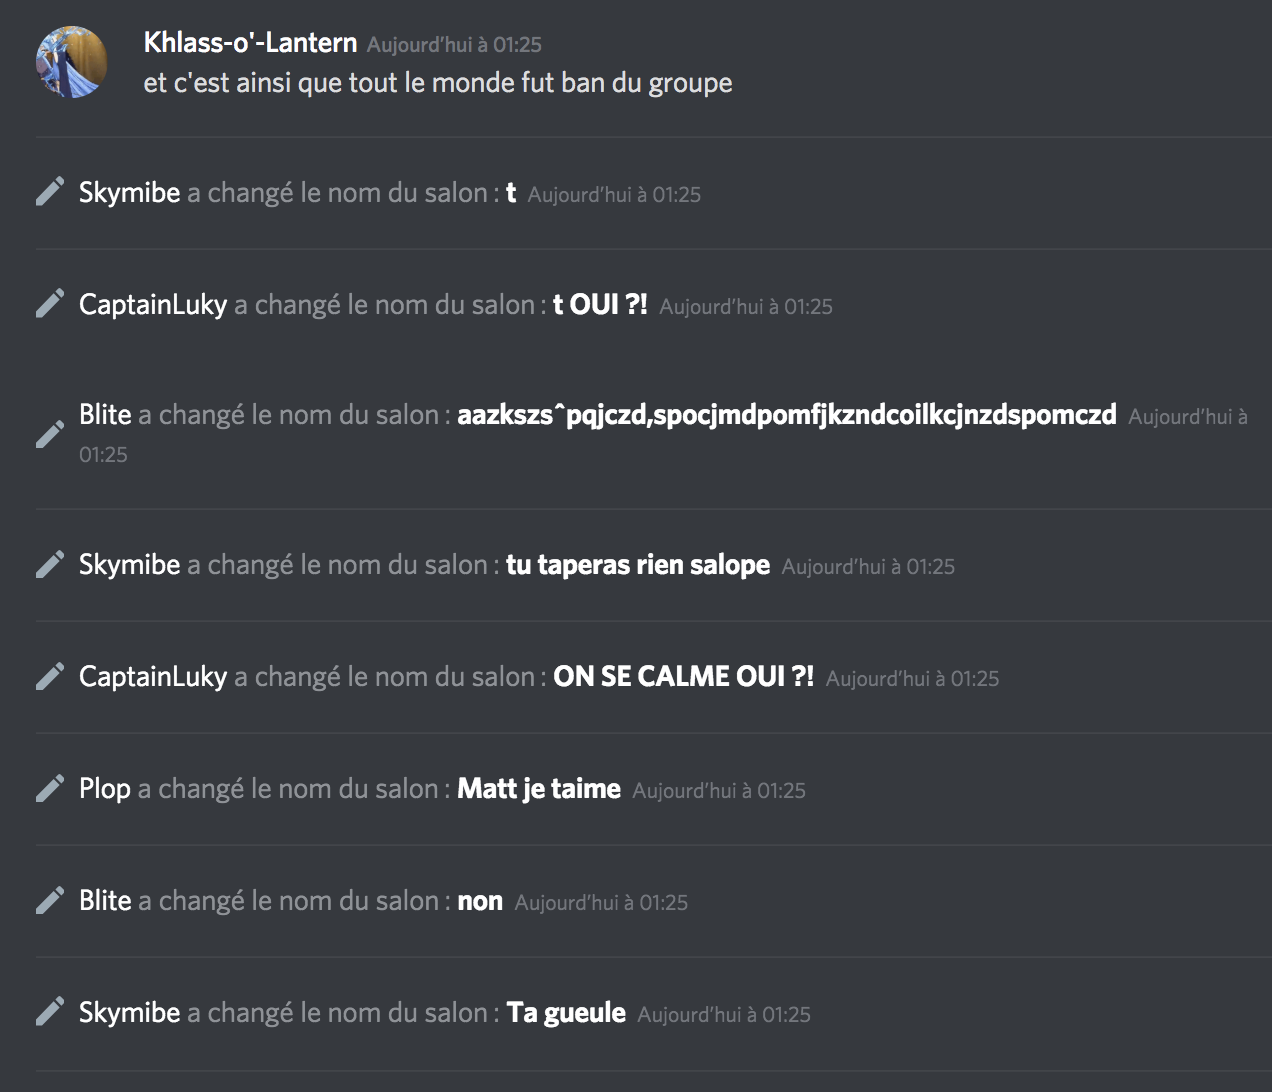 Khlass-o'-Lantern Aujourd’hui à 01:25
et c'est ainsi que tout le monde fut ban du groupe
Skymibe a changé le nom du salon : t Aujourd’hui à 01:25
CaptainLuky a changé le nom du salon : t OUI ?! Aujourd’hui à 01:25
Blite a changé le nom du salon : aazkszs^pqjczd,spocjmdpomfjkzndcoilkcjnzdspomczd Aujourd’hui à
01:25
Skymibe a changé le nom du salon : tu taperas rien salope Aujourd’hui à 01:25
CaptainLuky a changé le nom du salon : ON SE CALME OUI ?! Aujourd’hui à 01:25
Plop a changé le nom du salon : Matt je taime Aujourd’hui à 01:25
Blite a changé le nom du salon : non Aujourd’hui à 01:25
Skymibe a changé le nom du salon : Ta gueule Aujourd’hui à 01:25